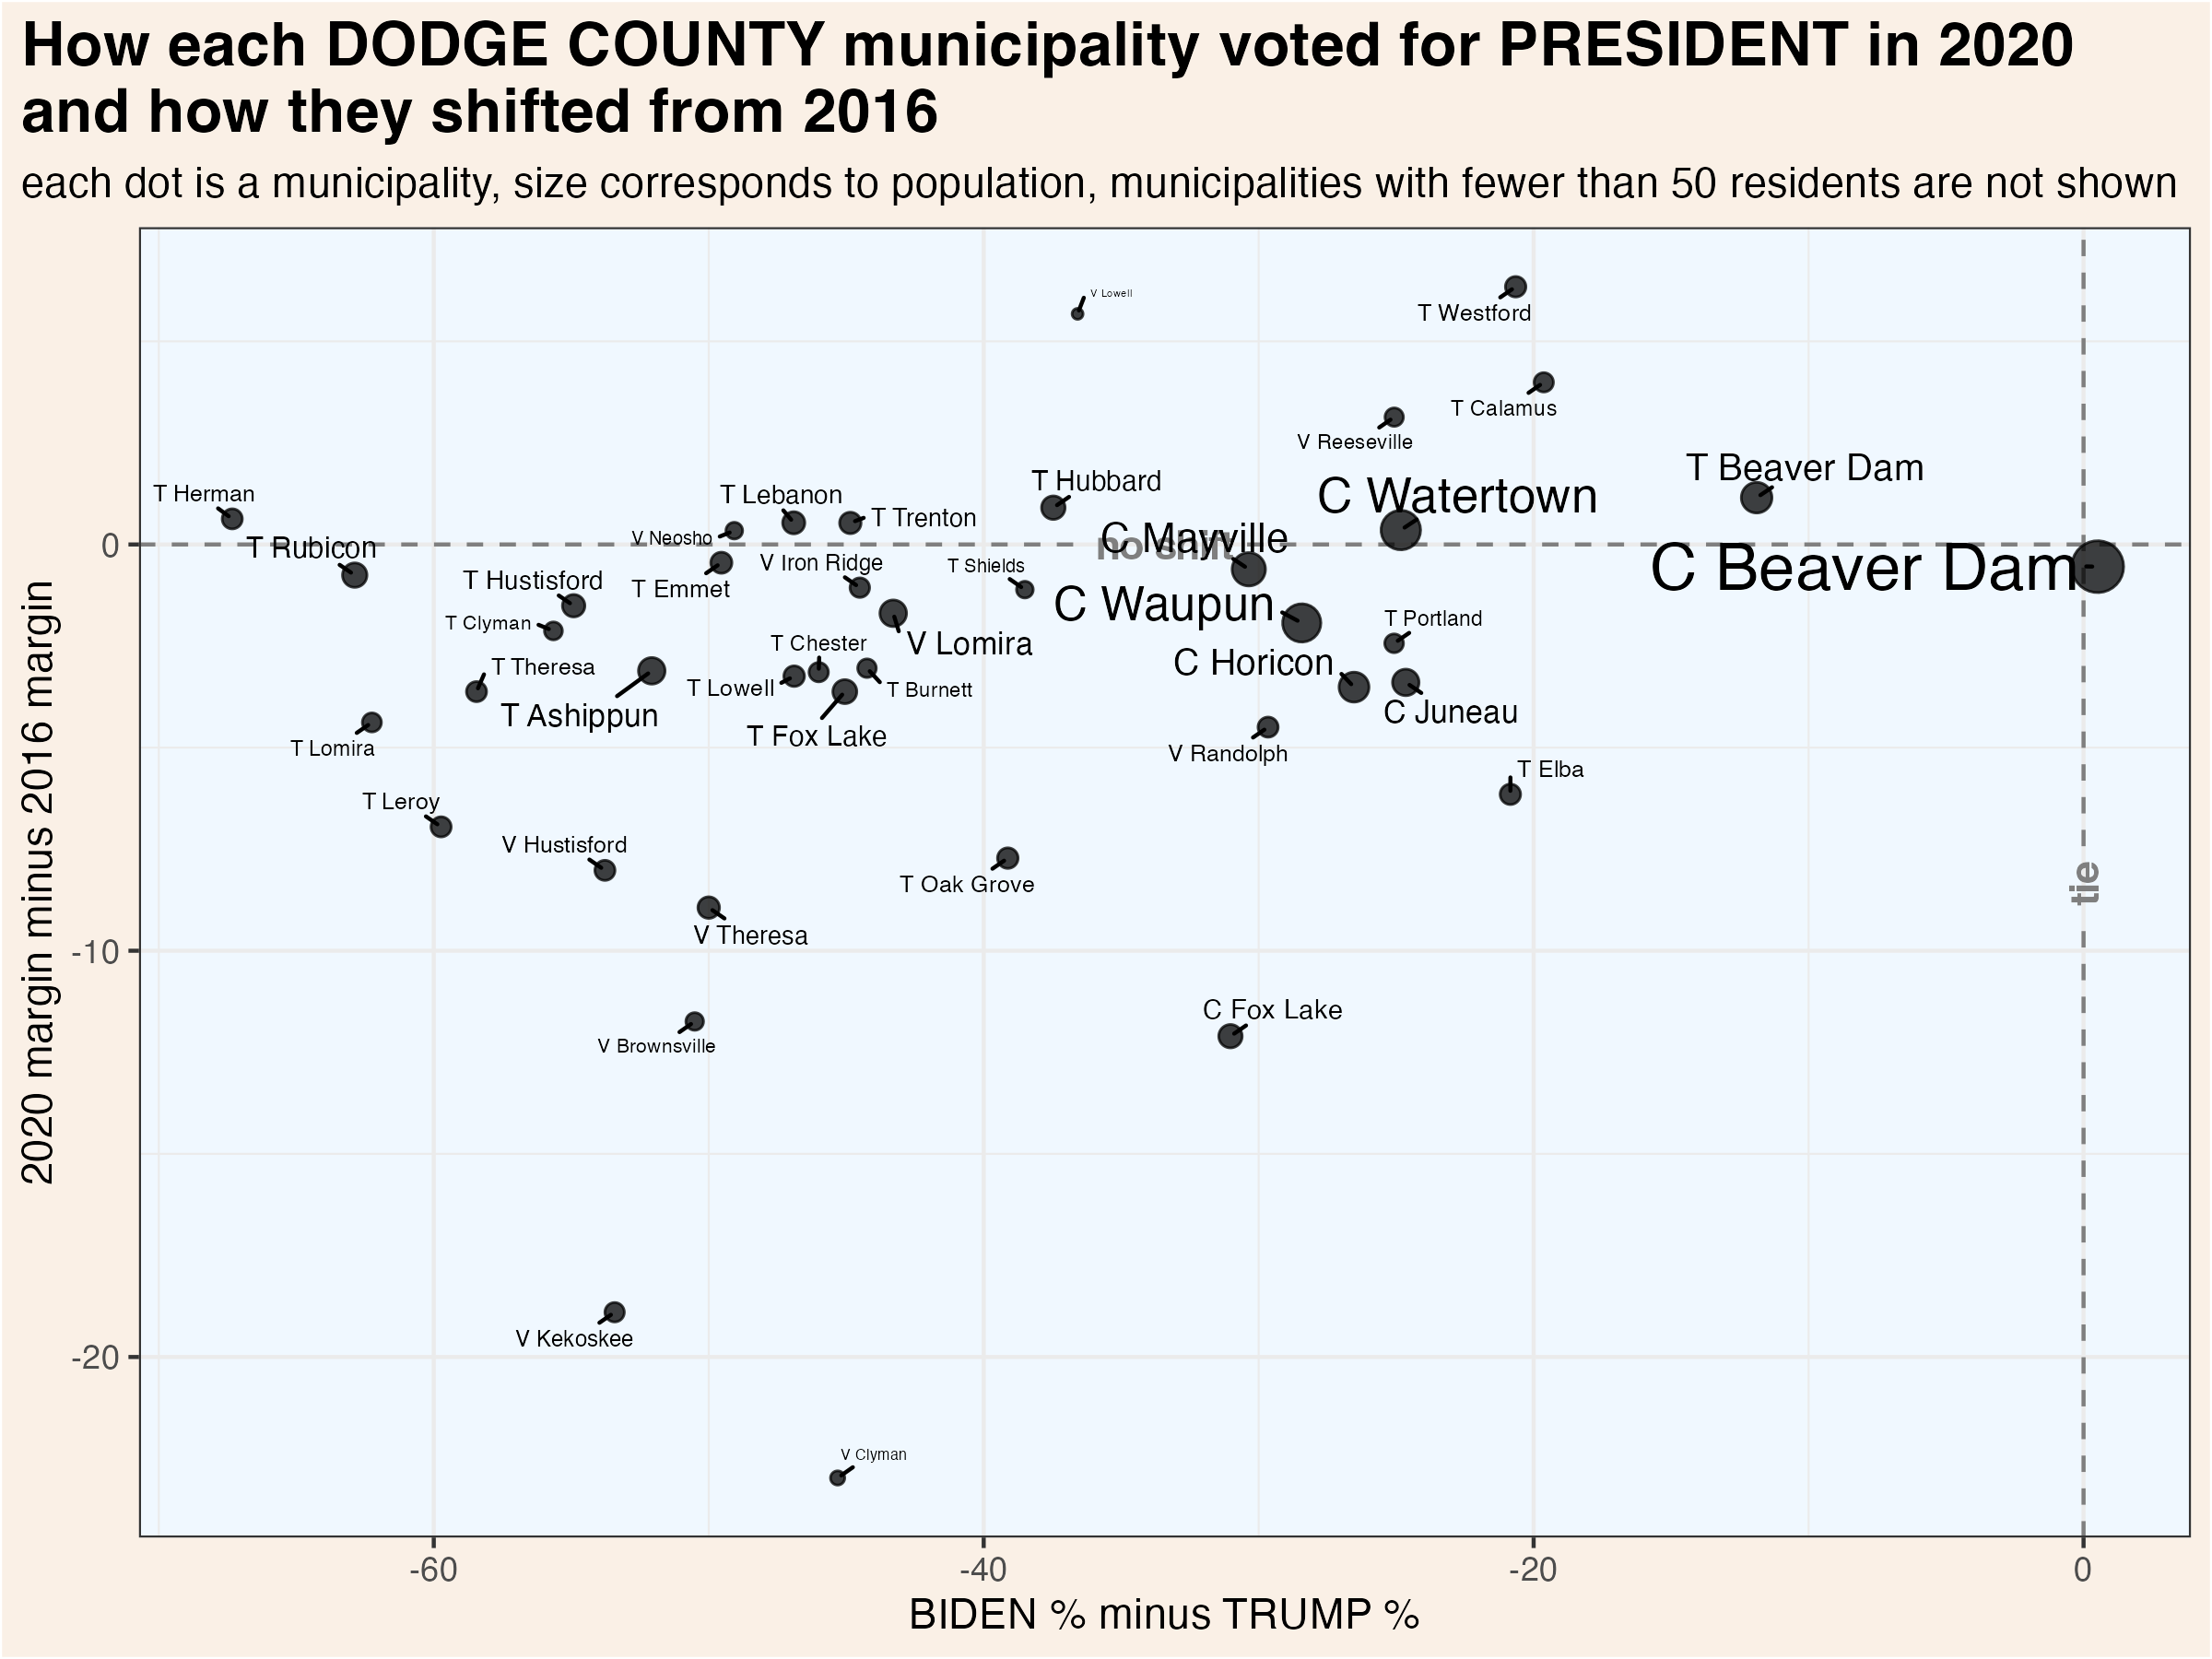 How each DODGE COUNTY municipality voted for PRESIDENT in 2020
and how they shifted from 2016
each dot is a municipality, size corresponds to population, municipalities with fewer than 50 residents are not shown
V Lowell
T Westford
T Calamus
V Reeseville
T Beaver Dam
T Hubbard
C Watertown
T Herman
T Lebanon
T Trenton
V Neosho
C Mayville
no shift
0
T Rubicon
V Iron Ridge
T Shields
C Beaver Dam
T Hustisford
T Emmet
C Waupun
T Clyman
T Portland
T Chester
V Lomira
T Theresa
C Horicon
T Lowell
T Burnett
T Ashippun
C Juneau
T Fox Lake
T Lomira
V Randolph
T Elba
T Leroy
V Hustisford
T Oak Grove
tie
V Theresa
-10
C Fox Lake
V Brownsville
V Kekoskee
-20
V Clyman
2020 margin minus 2016 margin
-60
-40
-20
0
BIDEN % minus TRUMP %